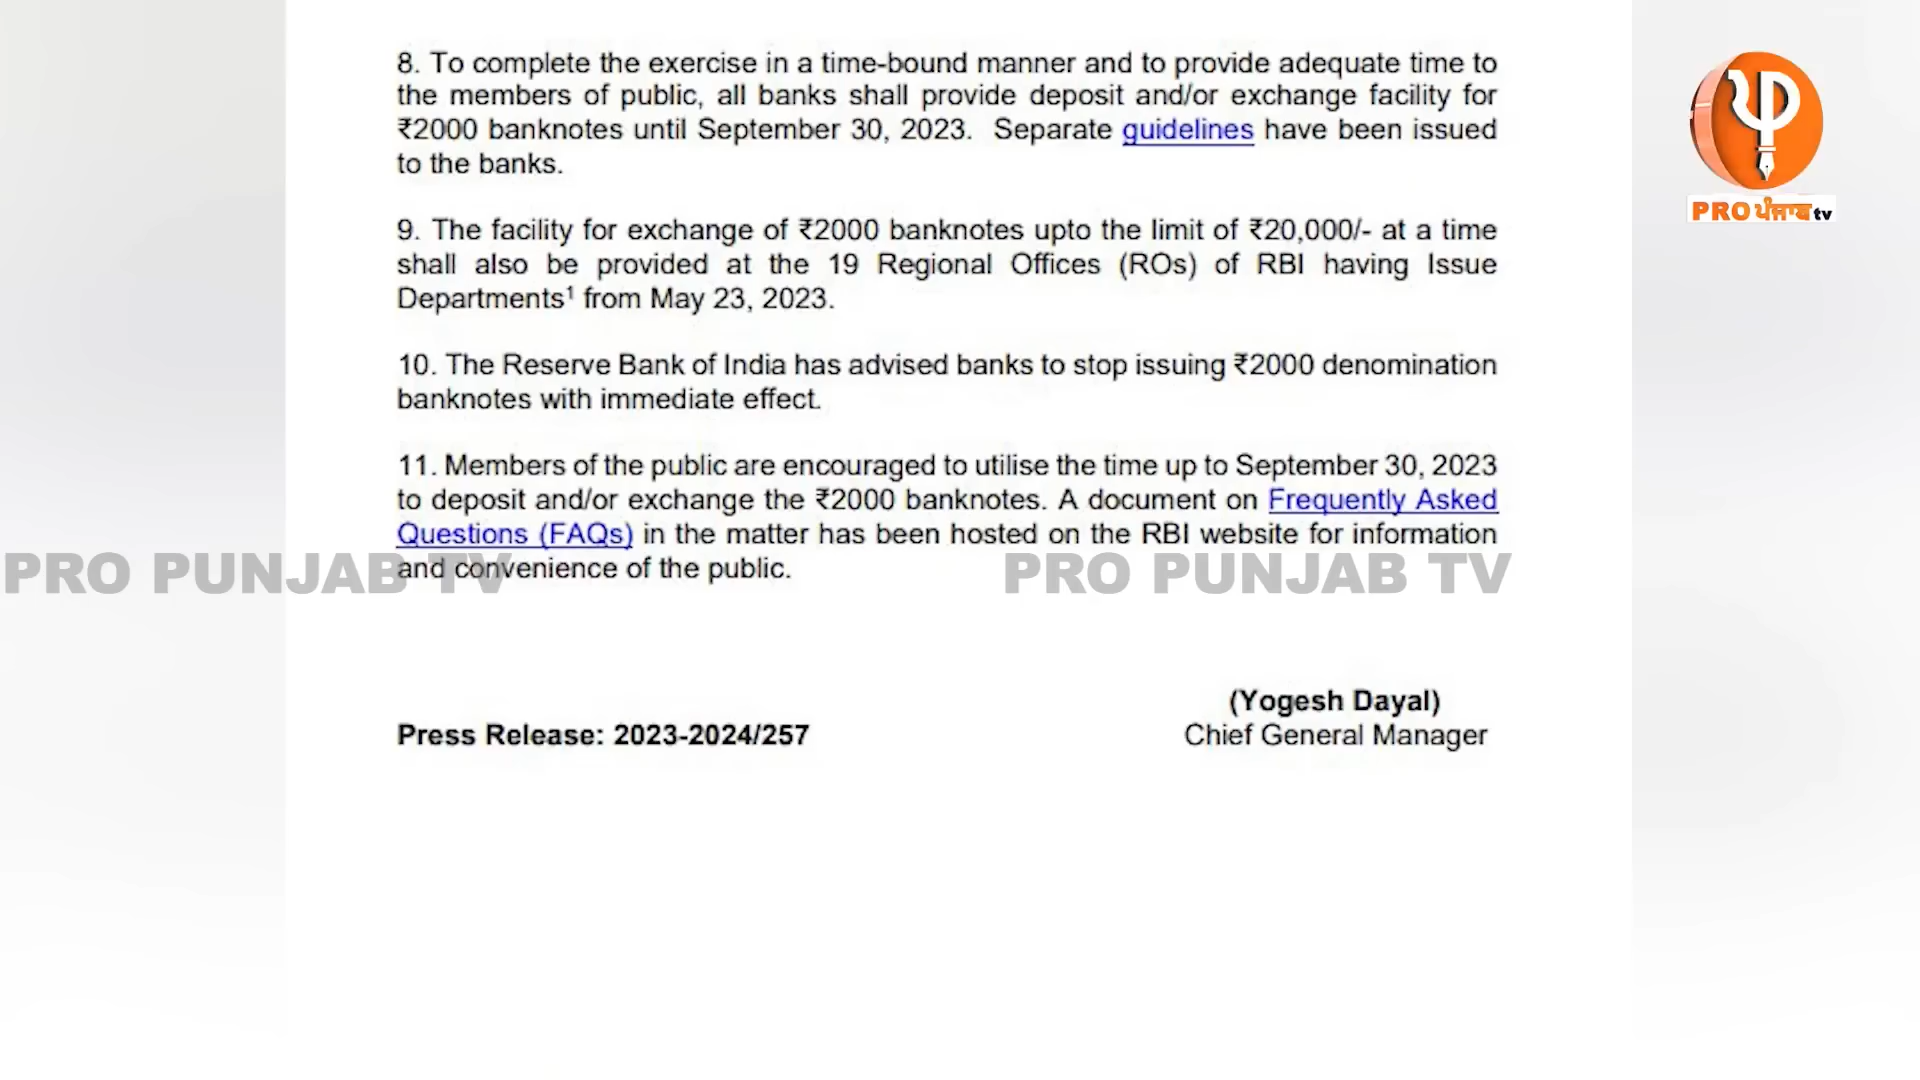 8. To complete the exercise in a time-bound manner and to provide adequate time to
the members of public, all banks shall provide deposit and/or exchange facility for
₹2000 banknotes until September 30, 2023. Separate guidelines have been issued
to the banks.
9. The facility for exchange of ₹2000 banknotes upto the limit of ₹20,000/- at a time
shall also be provided at the 19 Regional Offices (ROs) of RBI having Issue
Departments¹ from May 23, 2023.
10. The Reserve Bank of India has advised banks to stop issuing ₹2000 denomination
banknotes with immediate effect.
11. Members of the public are encouraged to utilise the time up to September 30, 2023
to deposit and/or exchange the ₹2000 banknotes. A document on Frequently Asked
Questions (FAQs) in the matter has been hosted on the RBI website for information
and convenience of the public.
(Yogesh Dayal)
Press Release: 2023-2024/257
Chief General Manager
PRO ਪੰਜਾਬ tv
PRO PUNJAB TV
PRO PUNJAB TV